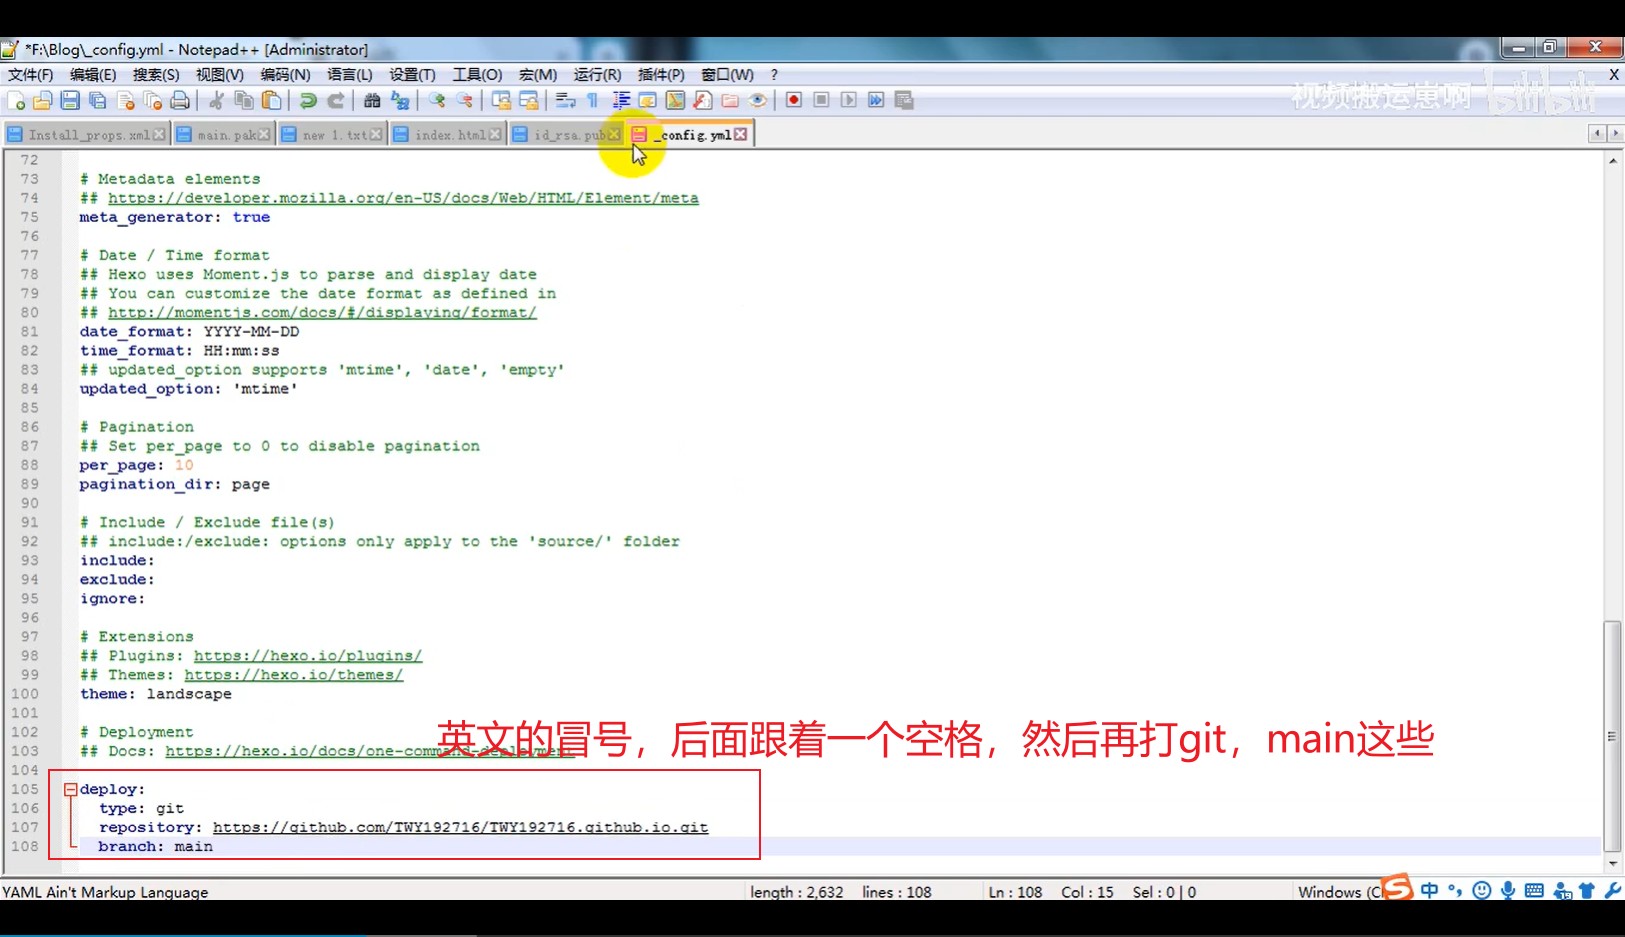 *F:\Blog\_config.yml - Notepad++ [Administrator]
文件(F) 编辑(E) 搜索(S) 视图(V) 编码(N) 语言(L) 设置(T) 工具(O) 宏(M) 运行(R) 插件(P) 窗口(W) ? X
视频搬运崽啊 bilibili
Install_props.xml main.pak new 1.txt index.html id_rsa.pub _config.yml
72
73 # Metadata elements
74 ## https://developer.mozilla.org/en-US/docs/Web/HTML/Element/meta
75 meta_generator: true
76
77 # Date / Time format
78 ## Hexo uses Moment.js to parse and display date
79 ## You can customize the date format as defined in
80 ## http://momentjs.com/docs/#/displaying/format/
81 date_format: YYYY-MM-DD
82 time_format: HH:mm:ss
83 ## updated_option supports 'mtime', 'date', 'empty'
84 updated_option: 'mtime'
85
86 # Pagination
87 ## Set per_page to 0 to disable pagination
88 per_page: 10
89 pagination_dir: page
90
91 # Include / Exclude file(s)
92 ## include:/exclude: options only apply to the 'source/' folder
93 include:
94 exclude:
95 ignore:
96
97 # Extensions
98 ## Plugins: https://hexo.io/plugins/
99 ## Themes: https://hexo.io/themes/
100 theme: landscape
101
102 # Deployment
英文的冒号，后面跟着一个空格，然后再打git，main这些
103 ## Docs: https://hexo.io/docs/one-command-deployment
104
105 deploy:
106 type: git
107 repository: https://github.com/TWY192716/TWY192716.github.io.git
108 branch: main
YAML Ain't Markup Language length : 2,632 lines : 108 Ln : 108 Col : 15 Sel : 0 | 0 Windows (C 中